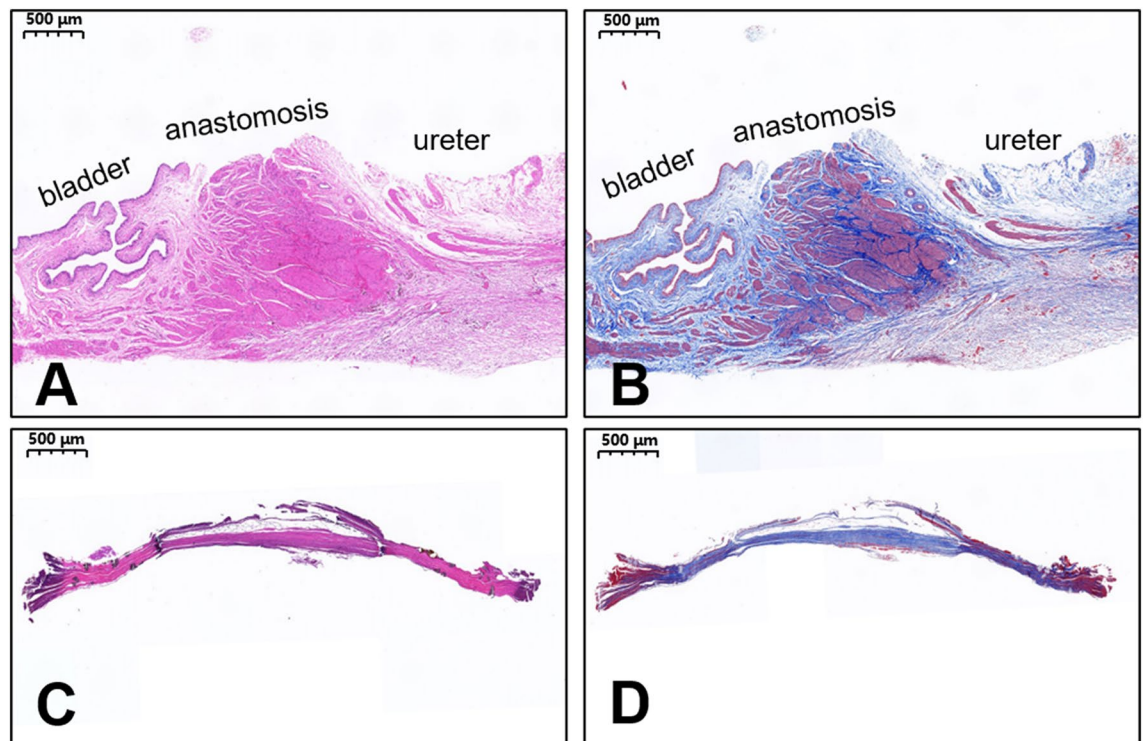 500 µm
anastomosis
ureter
bladder
A
500 µm
anastomosis
ureter
bladder
B
500 µm
C
500 µm
D